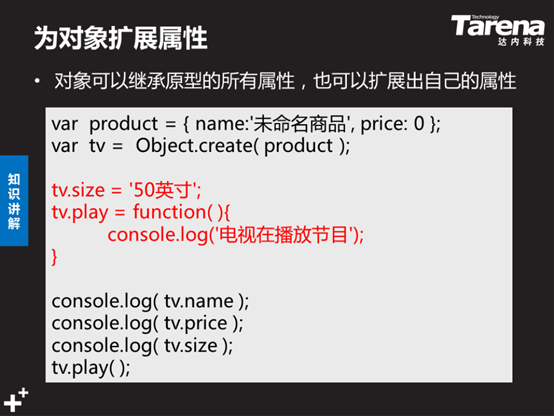 为对象扩展属性
Technology
Tarena
达内科技
• 对象可以继承原型的所有属性，也可以扩展出自己的属性
知识讲解
var product = { name:'未命名商品', price: 0 };
var tv = Object.create( product );
tv.size = '50英寸';
tv.play = function( ){
console.log('电视在播放节目');
}
console.log( tv.name );
console.log( tv.price );
console.log( tv.size );
tv.play( );